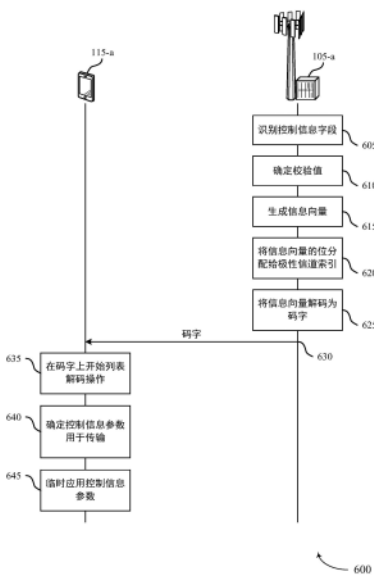 115-a
105-a
识别控制信息字段
605
确定校验值
610
生成信息向量
615
将信息向量的位分
配给极性信道索引
620
将信息向量解码为
码字
625
码字
630
635
在码字上开始列表
解码操作
640
确定控制信息参数
用于传输
645
临时应用控制信息
参数
600